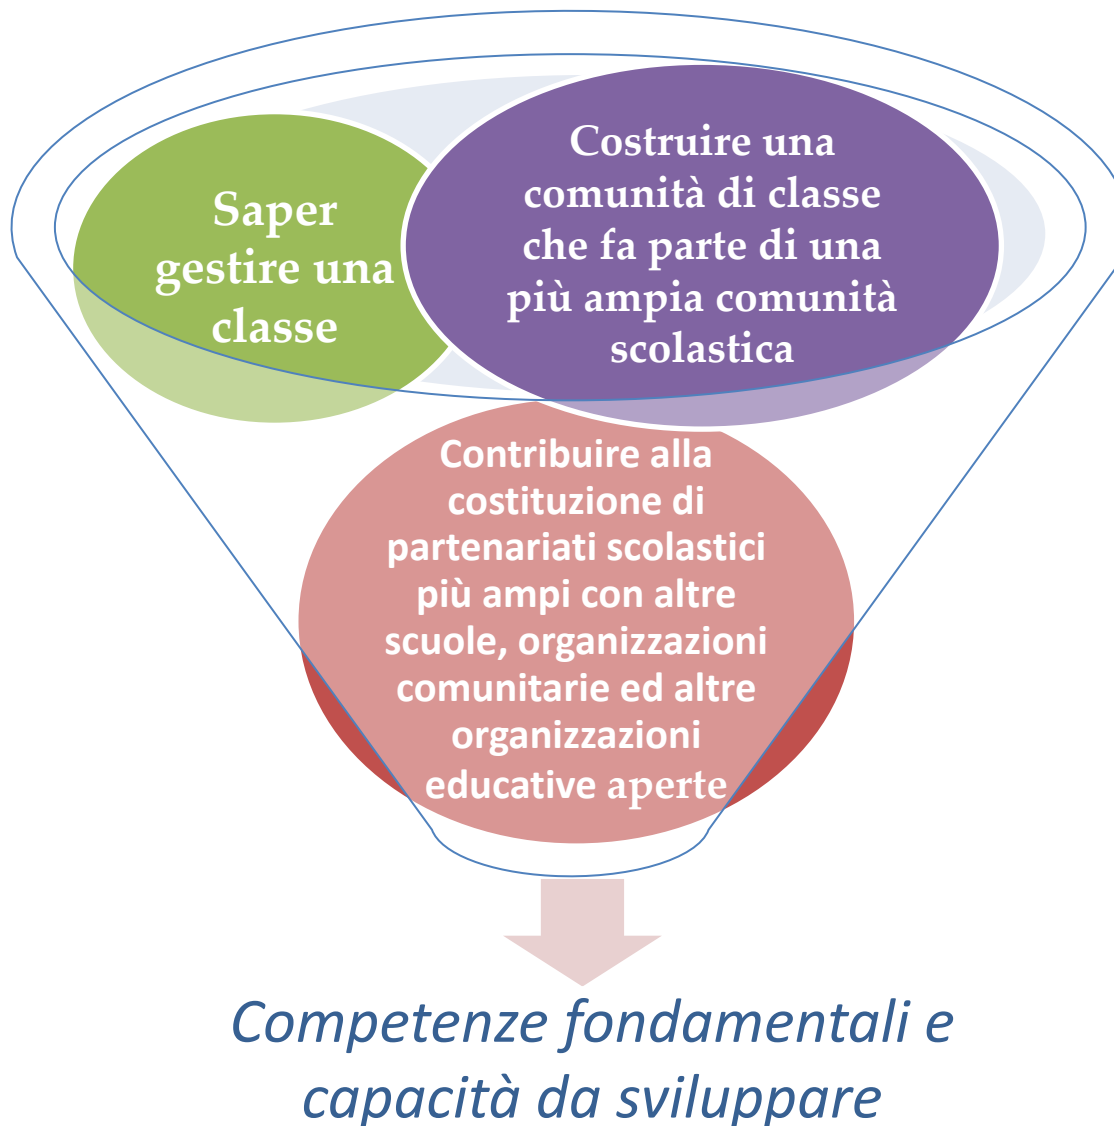 Saper
gestire una
classe
Costruire una
comunità di classe
che fa parte di una
più ampia comunità
scolastica
Contribuire alla
costituzione di
partenariati scolastici
più ampi con altre
scuole, organizzazioni
comunitarie ed altre
organizzazioni
educative aperte
Competenze fondamentali e
capacità da sviluppare